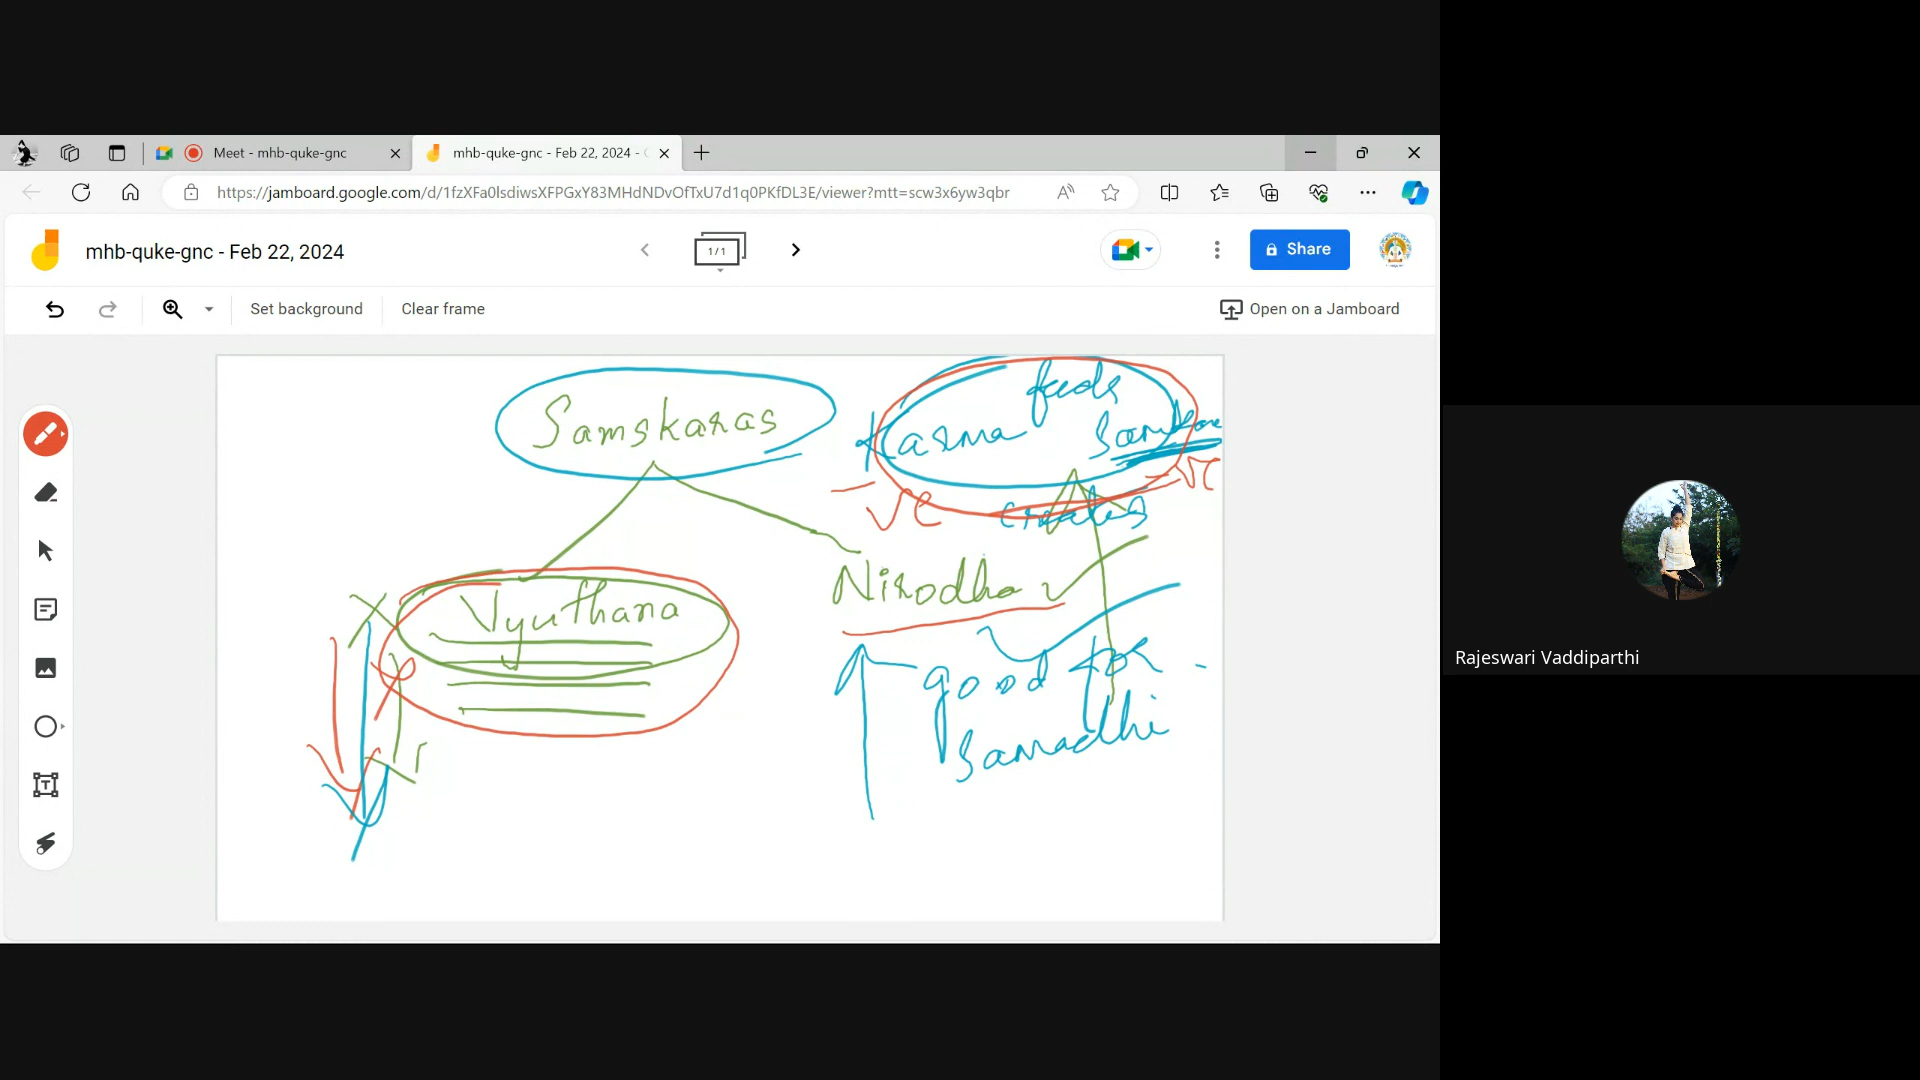 Meet - mhb-quke-gnc
mhb-quke-gnc - Feb 22, 2024 -
https://jamboard.google.com/d/1fzXFa0lsdiwsXFPGxY83MHdNDvOfTxU7d1q0PKfDL3E/viewer?mtt=scw3x6yw3qbr
mhb-quke-gnc - Feb 22, 2024
1/1
Share
Set background
Clear frame
Open on a Jamboard
Samskaras
feeds
Karma
-ve creates
Vyuthana
Nirodha
good for -
Samadhi
Rajeswari Vaddiparthi